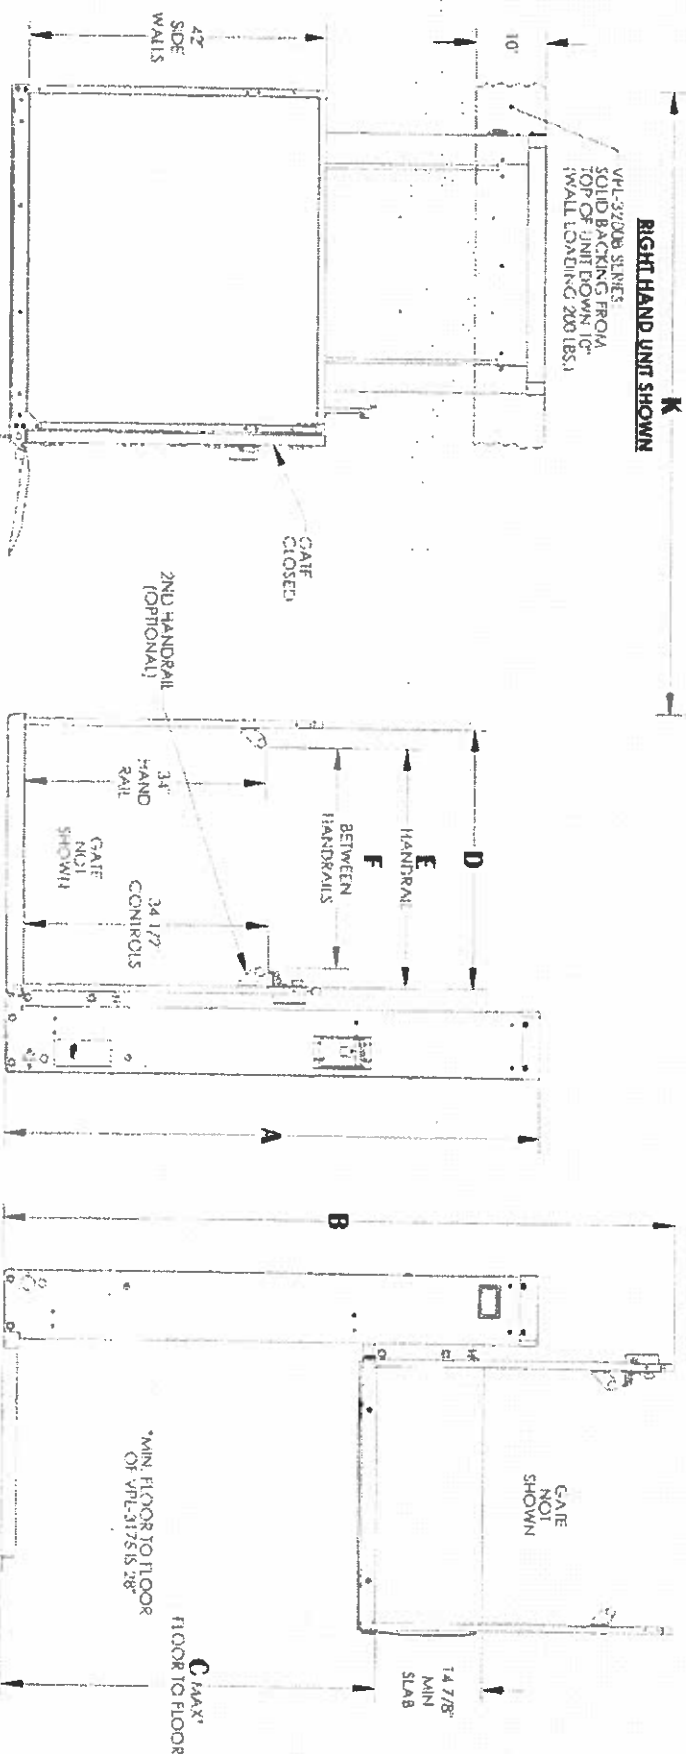 K
RIGHT HAND UNIT SHOWN
10"
VPL-3200B SERIES:
SOLID BACKING FROM
TOP OF UNIT DOWN 10"
(WALL LOADING 200 LBS.)
42"
SIDE
WALLS
GATE
CLOSED
2ND HANDRAIL
(OPTIONAL)
D
E
HANDRAIL
F
BETWEEN
HANDRAILS
34"
HAND
RAIL
34 1/2"
CONTROLS
GATE
NOT
SHOWN
A
B
GATE
NOT
SHOWN
14 7/8"
MIN
SLAB
C MAX*
FLOOR TO FLOOR
*MIN. FLOOR TO FLOOR
OF VPL-3175 IS 28"